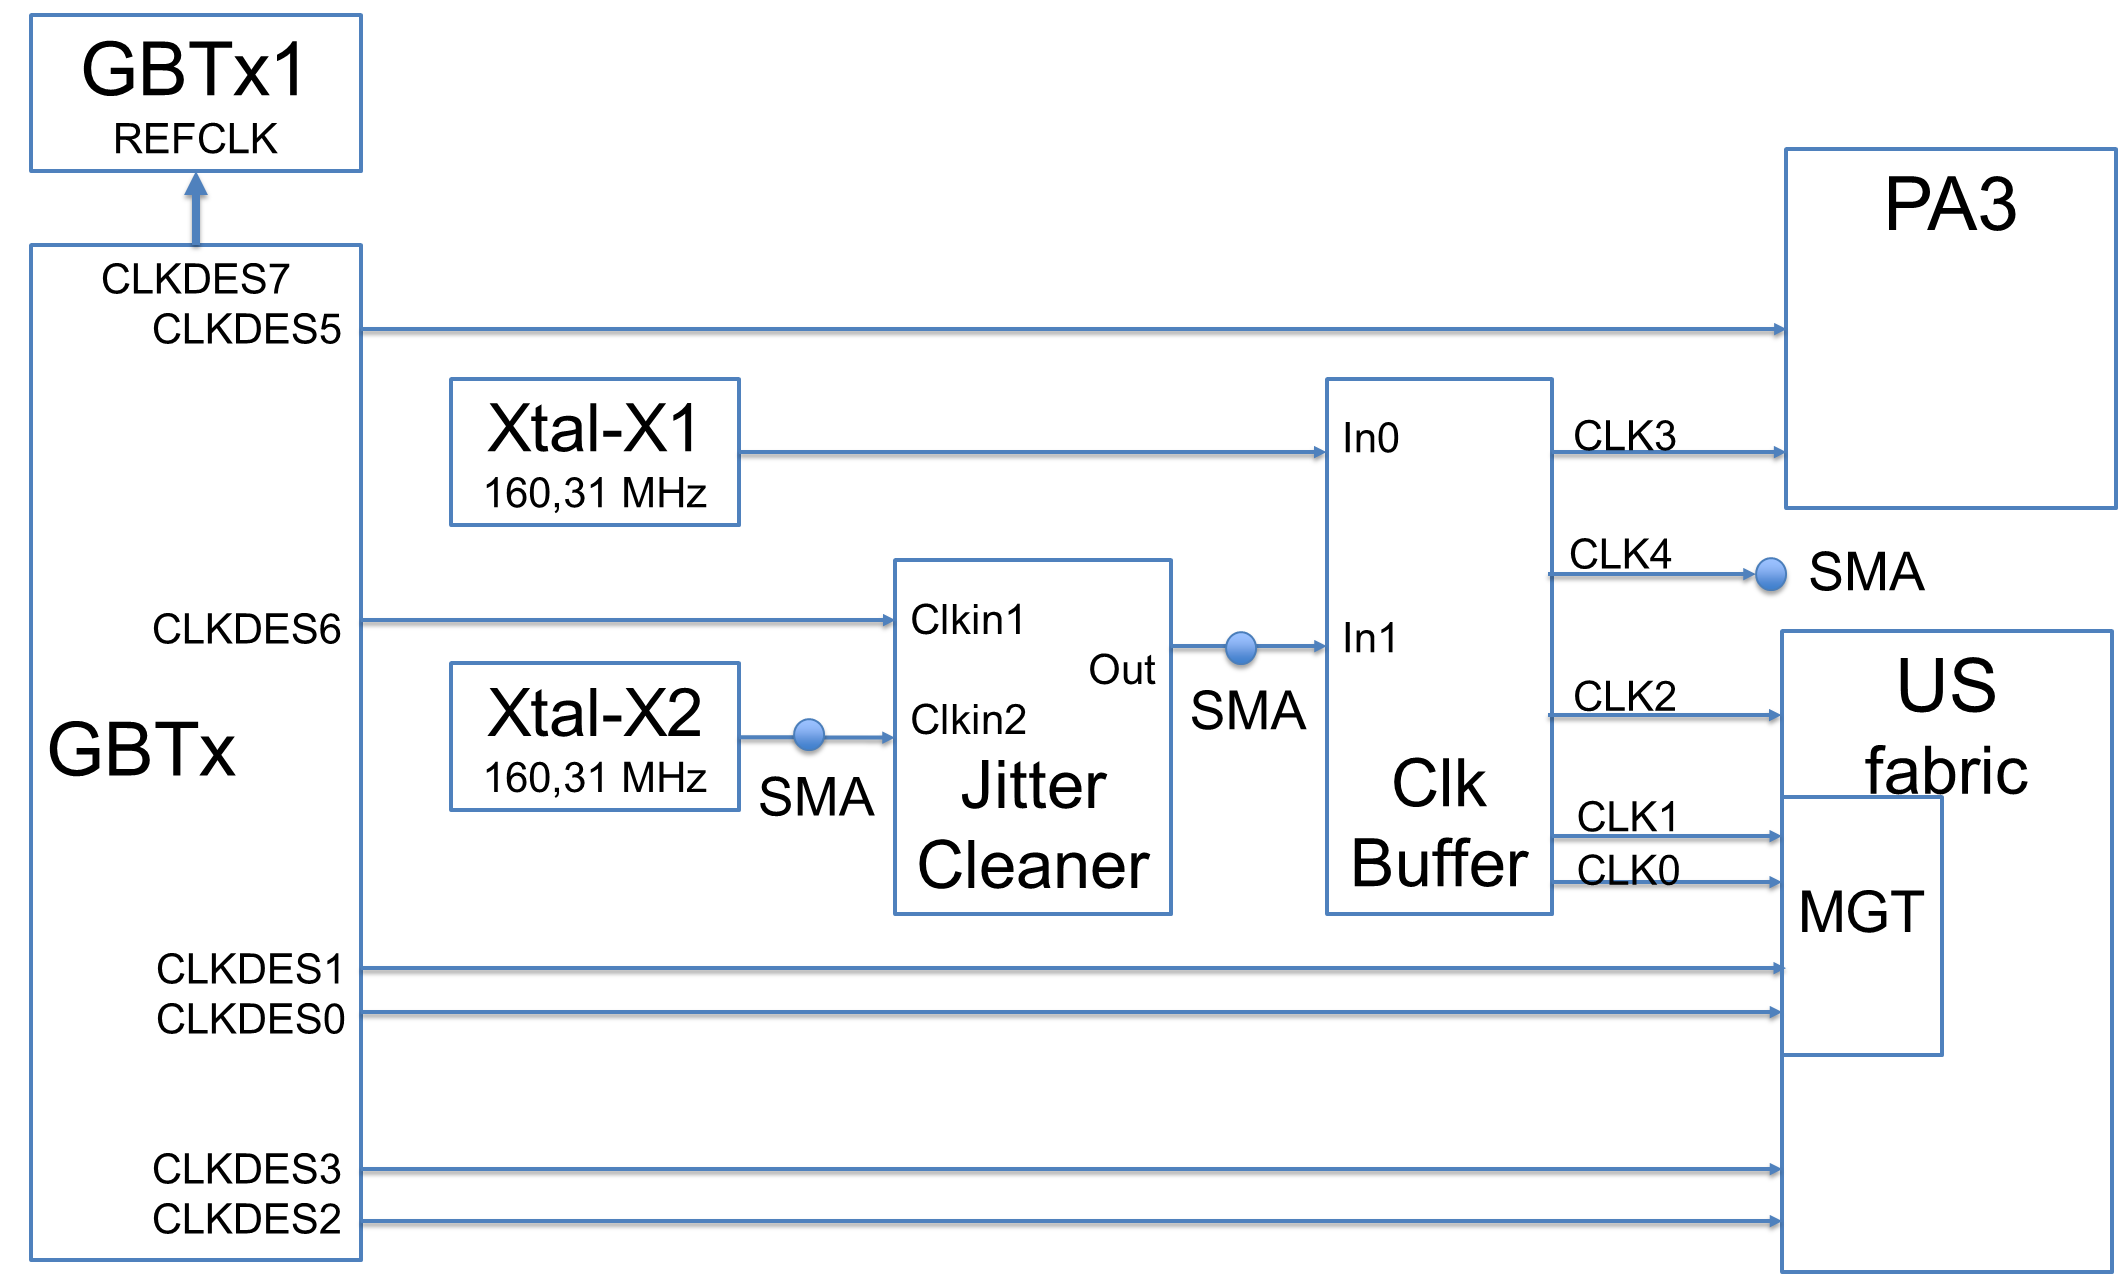 GBTx1
REFCLK
PA3
CLKDES7
CLKDES5
Xtal-X1
160,31 MHz
In0
CLK3
CLK4
SMA
CLKDES6
Clkin1
Out
In1
SMA
Xtal-X2
160,31 MHz
SMA
Clkin2
Jitter
Cleaner
Clk
Buffer
CLK2
CLK1
CLK0
US
fabric
MGT
GBTx
CLKDES1
CLKDES0
CLKDES3
CLKDES2